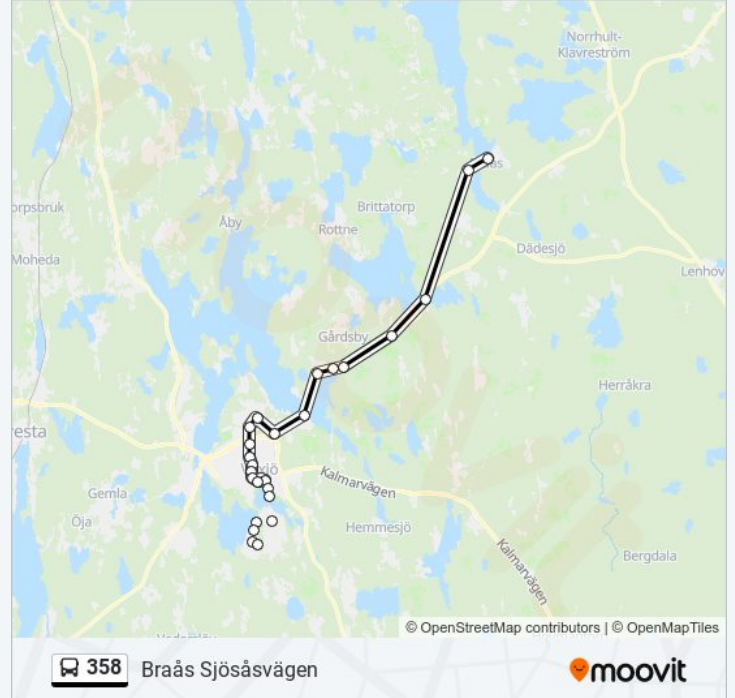 Norrhult-
Klavreström
Brittatorp
Åby
Rottne
Dädesjö
Moheda
Lenhov
Gårdsby
Herråkra
esta
Kalmarvägen
Gemla
Öja
Hemmesjö
Kalmarvägen
Bergdala
© OpenStreetMap contributors | © OpenMapTiles
358 Braås Sjösåsvägen
moovit